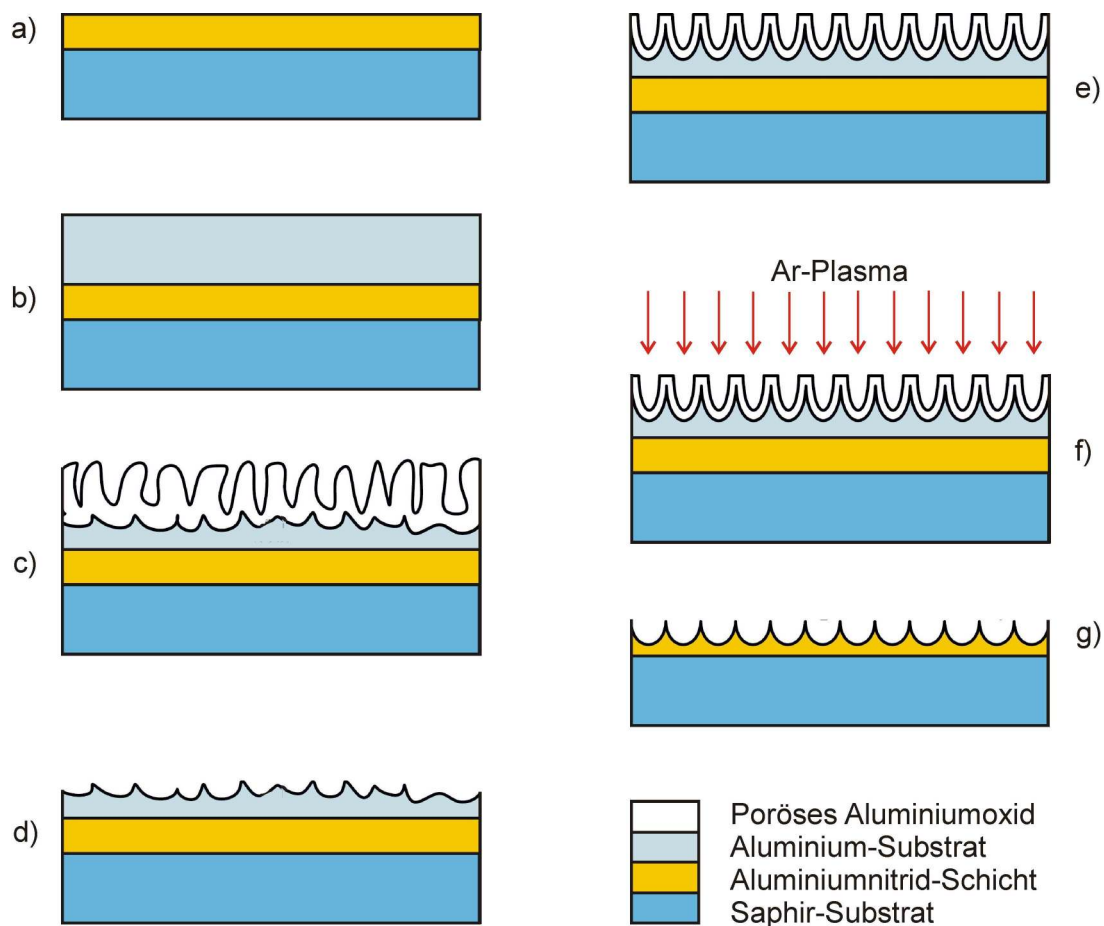 a)
b)
c)
d)
e)
Ar-Plasma
f)
g)
Poröses Aluminiumoxid
Aluminium-Substrat
Aluminiumnitrid-Schicht
Saphir-Substrat